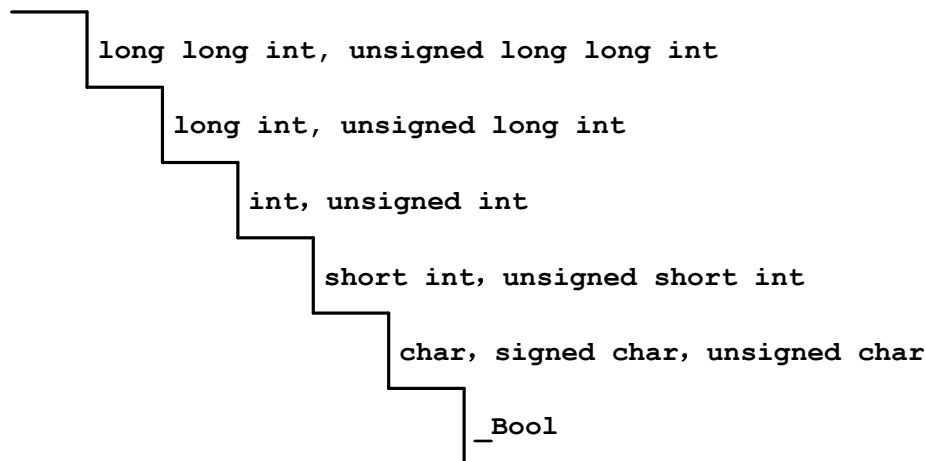 long long int, unsigned long long int
long int, unsigned long int
int, unsigned int
short int, unsigned short int
char, signed char, unsigned char
_Bool